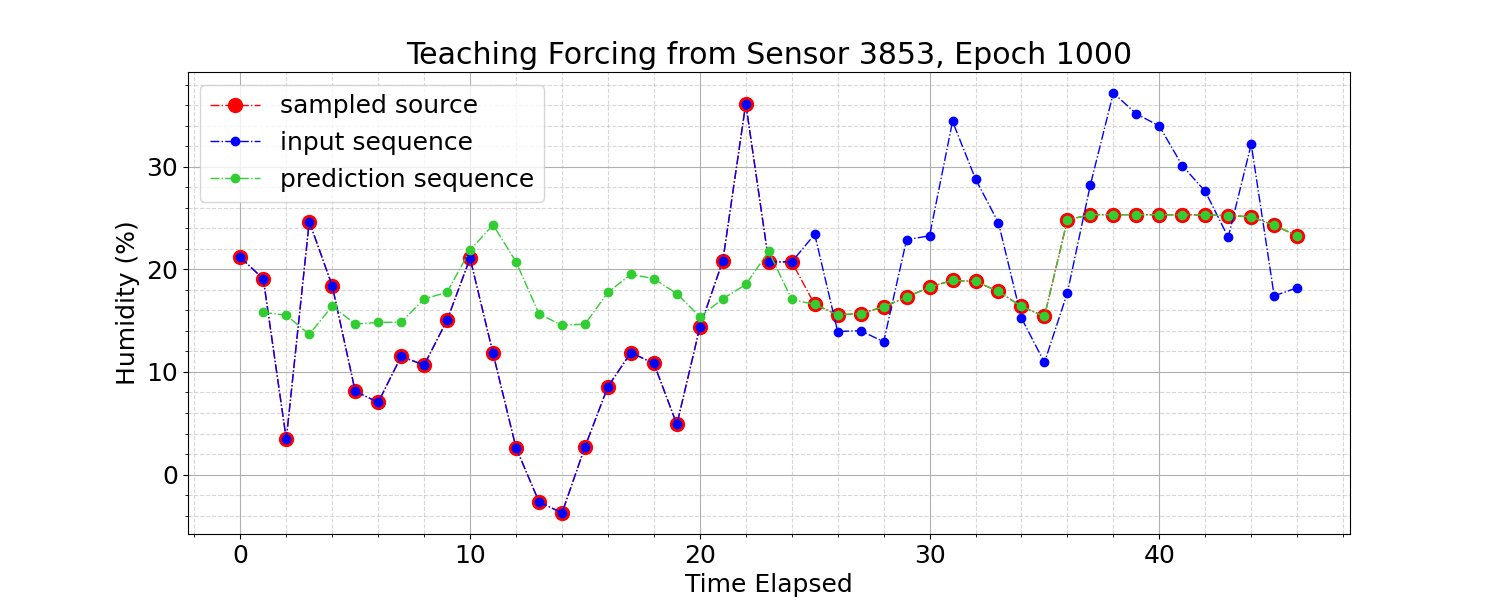 Teaching Forcing from Sensor 3853, Epoch 1000
sampled source
input sequence
prediction sequence
Humidity (%)
30
20
10
0
0 10 20 30 40
Time Elapsed